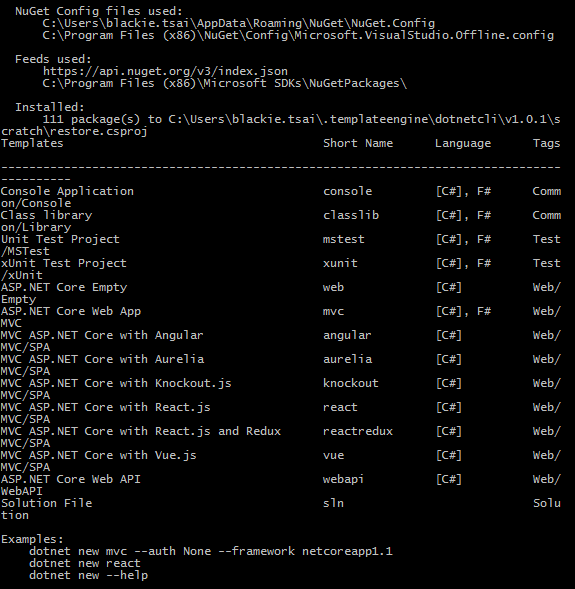 NuGet Config files used:
C:\Users\blackie.tsai\AppData\Roaming\NuGet\NuGet.Config
C:\Program Files (x86)\NuGet\Config\Microsoft.VisualStudio.Offline.config
Feeds used:
https://api.nuget.org/v3/index.json
C:\Program Files (x86)\Microsoft SDKs\NuGetPackages\
Installed:
111 package(s) to C:\Users\blackie.tsai\.templateengine\dotnetcli\v1.0.1\s
cratch\restore.csproj
Templates Short Name Language Tags
--------------------------------------------------------------------------------
----------
Console Application console [C#], F# Comm
on/Console
Class library classlib [C#], F# Comm
on/Library
Unit Test Project mstest [C#], F# Test
/MSTest
xUnit Test Project xunit [C#], F# Test
/xUnit
ASP.NET Core Empty web [C#] Web/
Empty
ASP.NET Core Web App mvc [C#], F# Web/
MVC
MVC ASP.NET Core with Angular angular [C#] Web/
MVC/SPA
MVC ASP.NET Core with Aurelia aurelia [C#] Web/
MVC/SPA
MVC ASP.NET Core with Knockout.js knockout [C#] Web/
MVC/SPA
MVC ASP.NET Core with React.js react [C#] Web/
MVC/SPA
MVC ASP.NET Core with React.js and Redux reactredux [C#] Web/
MVC/SPA
MVC ASP.NET Core with Vue.js vue [C#] Web/
MVC/SPA
ASP.NET Core Web API webapi [C#] Web/
WebAPI
Solution File sln Solu
tion
Examples:
dotnet new mvc --auth None --framework netcoreapp1.1
dotnet new react
dotnet new --help